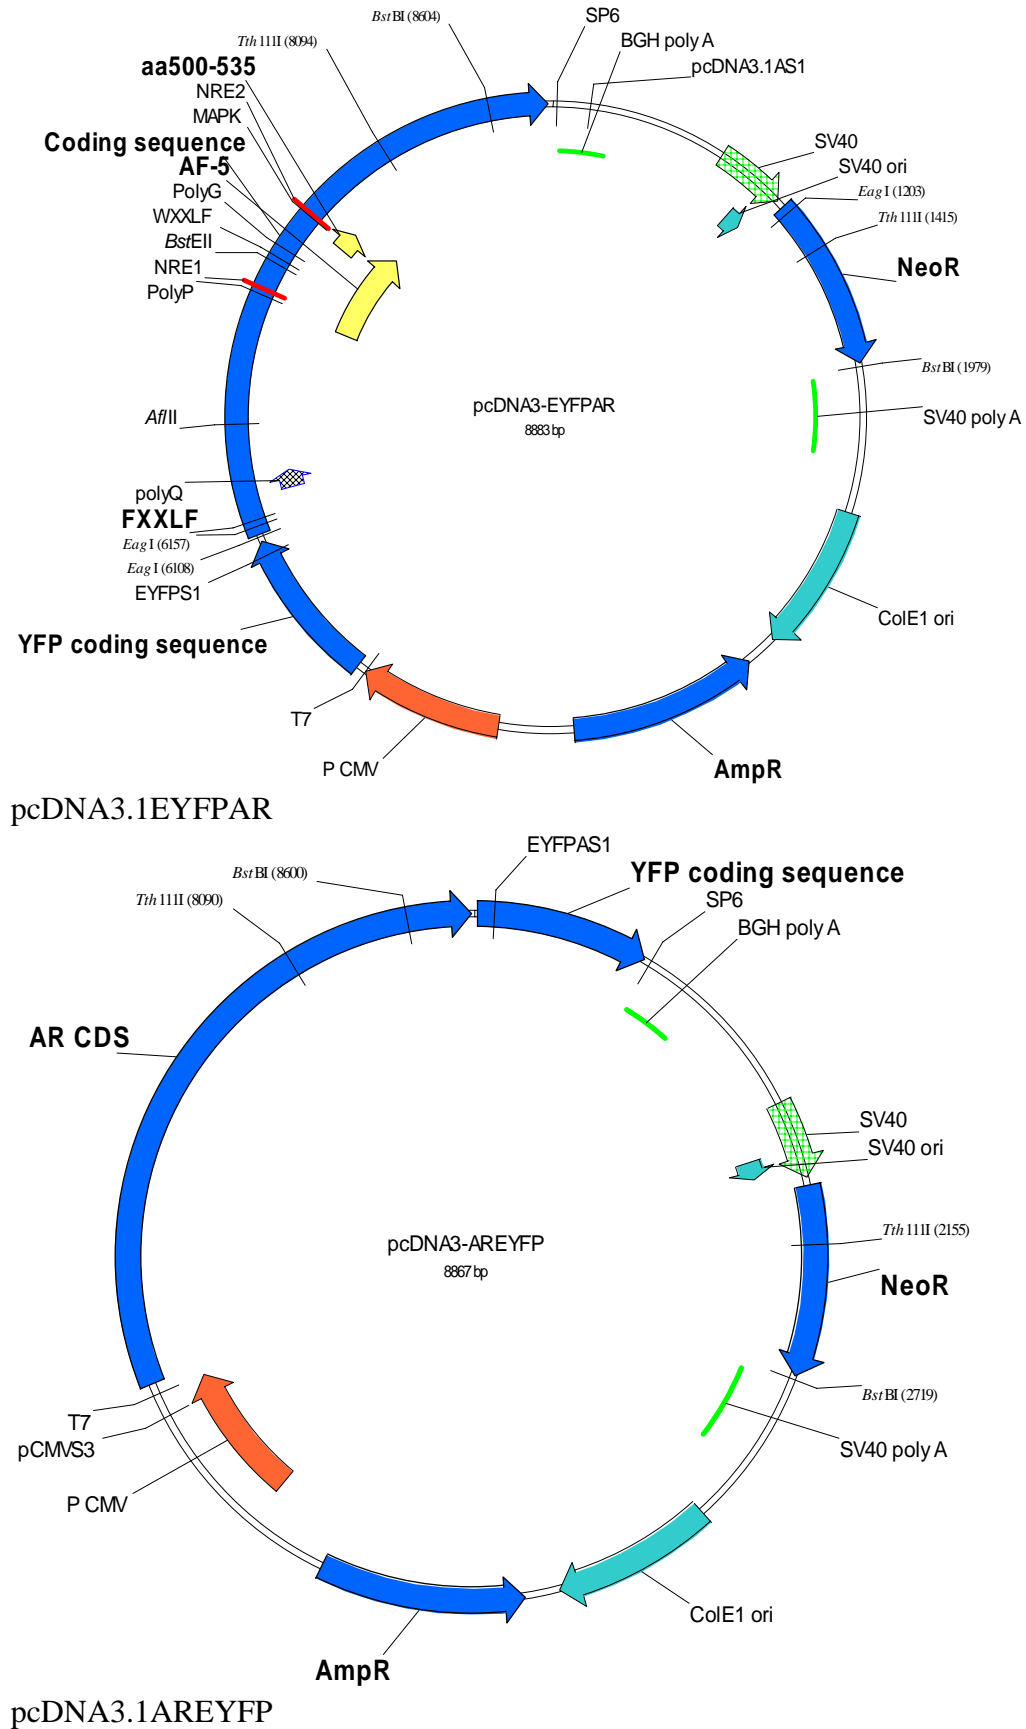 BstBI (8604)
SP6
Tth111I (8094)
BGH poly A
aa500-535
pcDNA3.1AS1
NRE2
MAPK
Coding sequence
SV40
AF-5
SV40 ori
PolyG
EagI (1203)
WXXLF
Tth111I (1415)
BstEII
NeoR
NRE1
PolyP
BstBI (1979)
pcDNA3-EYFPAR
8883 bp
AflII
SV40 poly A
polyQ
FXXLF
EagI (6157)
EagI (6108)
EYFPS1
ColE1 ori
YFP coding sequence
T7
P CMV
AmpR
pcDNA3.1EYFPAR
EYFPAS1
BstBI (8600)
YFP coding sequence
Tth111I (8090)
SP6
BGH poly A
AR CDS
SV40
SV40 ori
Tth111I (2155)
pcDNA3-AREYFP
8867 bp
NeoR
BstBI (2719)
T7
pCMVS3
SV40 poly A
P CMV
ColE1 ori
AmpR
pcDNA3.1AREYFP